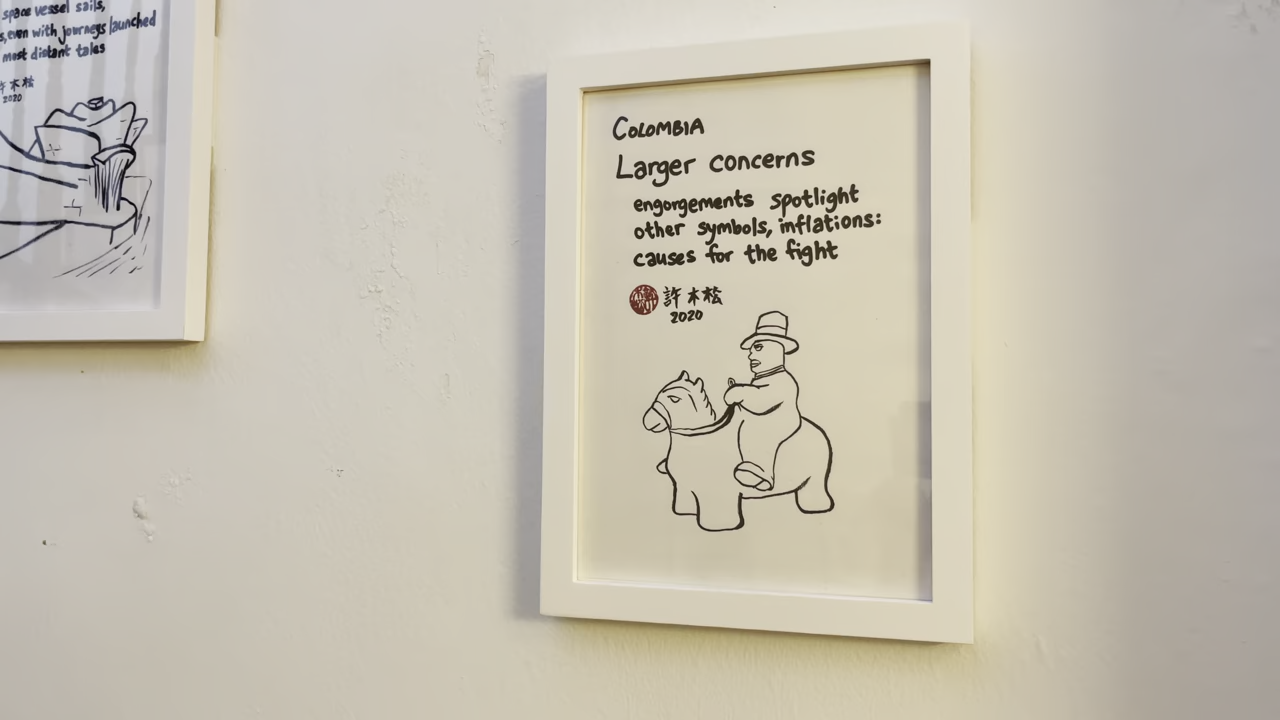 space vessel sails,
even with journeys launched
most distant tales
許木松
2020
COLOMBIA
Larger concerns
engorgements spotlight
other symbols, inflations:
causes for the fight
許木松
2020